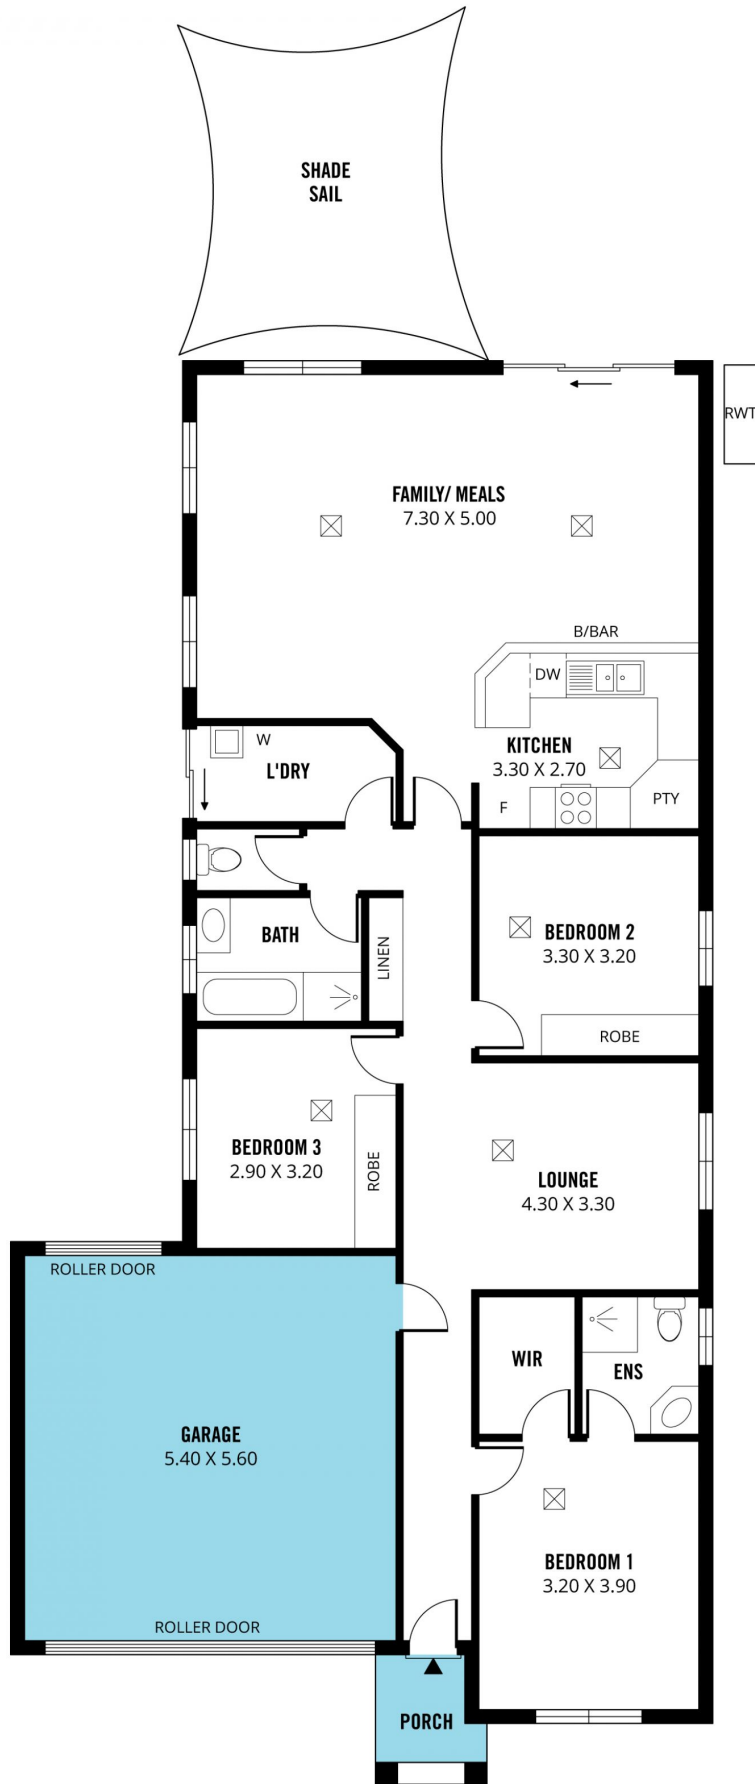 SHADE
SAIL
RWT
FAMILY/ MEALS
7.30 X 5.00
B/BAR
DW
KITCHEN
3.30 X 2.70
W
L'DRY
F
PTY
BATH
LINEN
BEDROOM 2
3.30 X 3.20
ROBE
BEDROOM 3
2.90 X 3.20
ROBE
LOUNGE
4.30 X 3.30
ROLLER DOOR
WIR
ENS
GARAGE
5.40 X 5.60
BEDROOM 1
3.20 X 3.90
ROLLER DOOR
PORCH